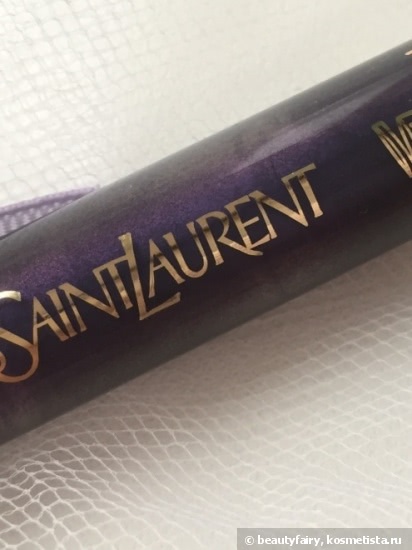 SAINTLAURENT
© beautyfairy, kosmetista.ru